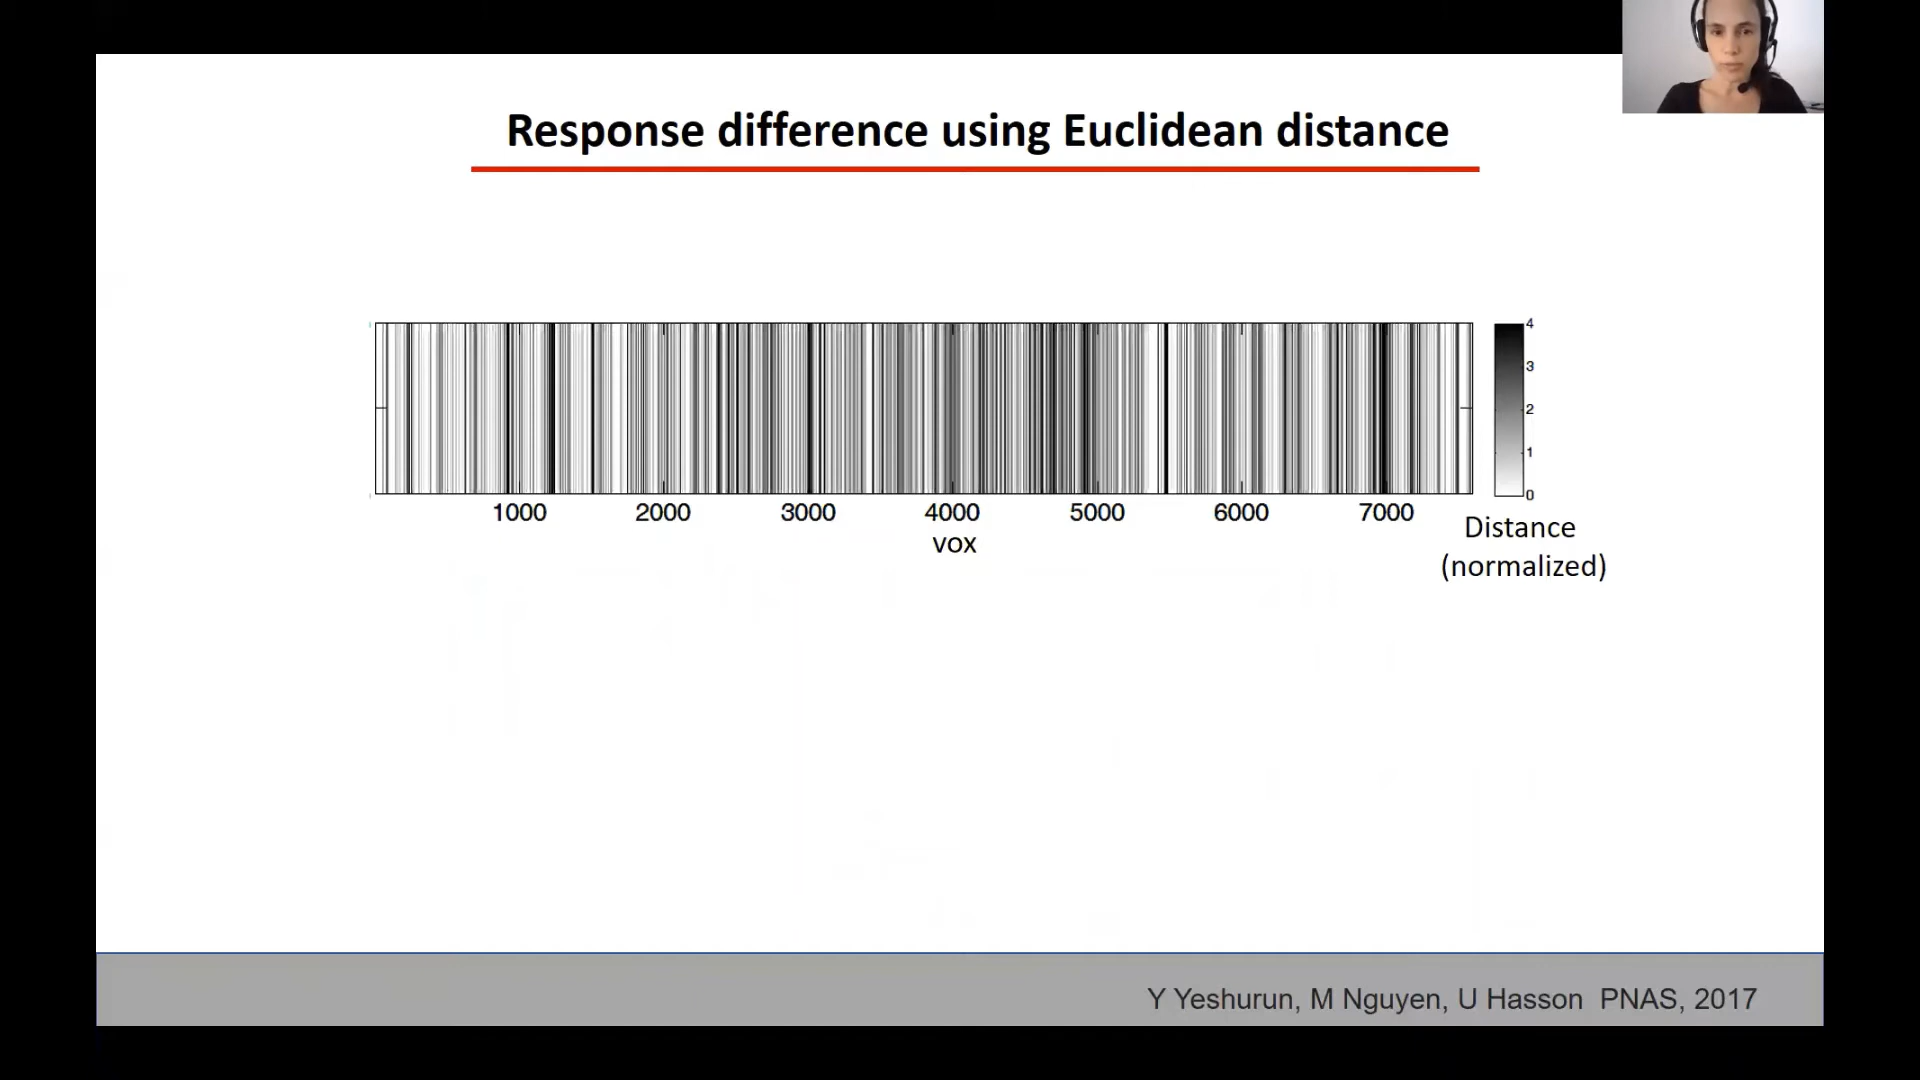 Response difference using Euclidean distance
4
3
2
1
0
1000 2000 3000 4000 5000 6000 7000
vox
Distance
(normalized)
Y Yeshurun, M Nguyen, U Hasson PNAS, 2017